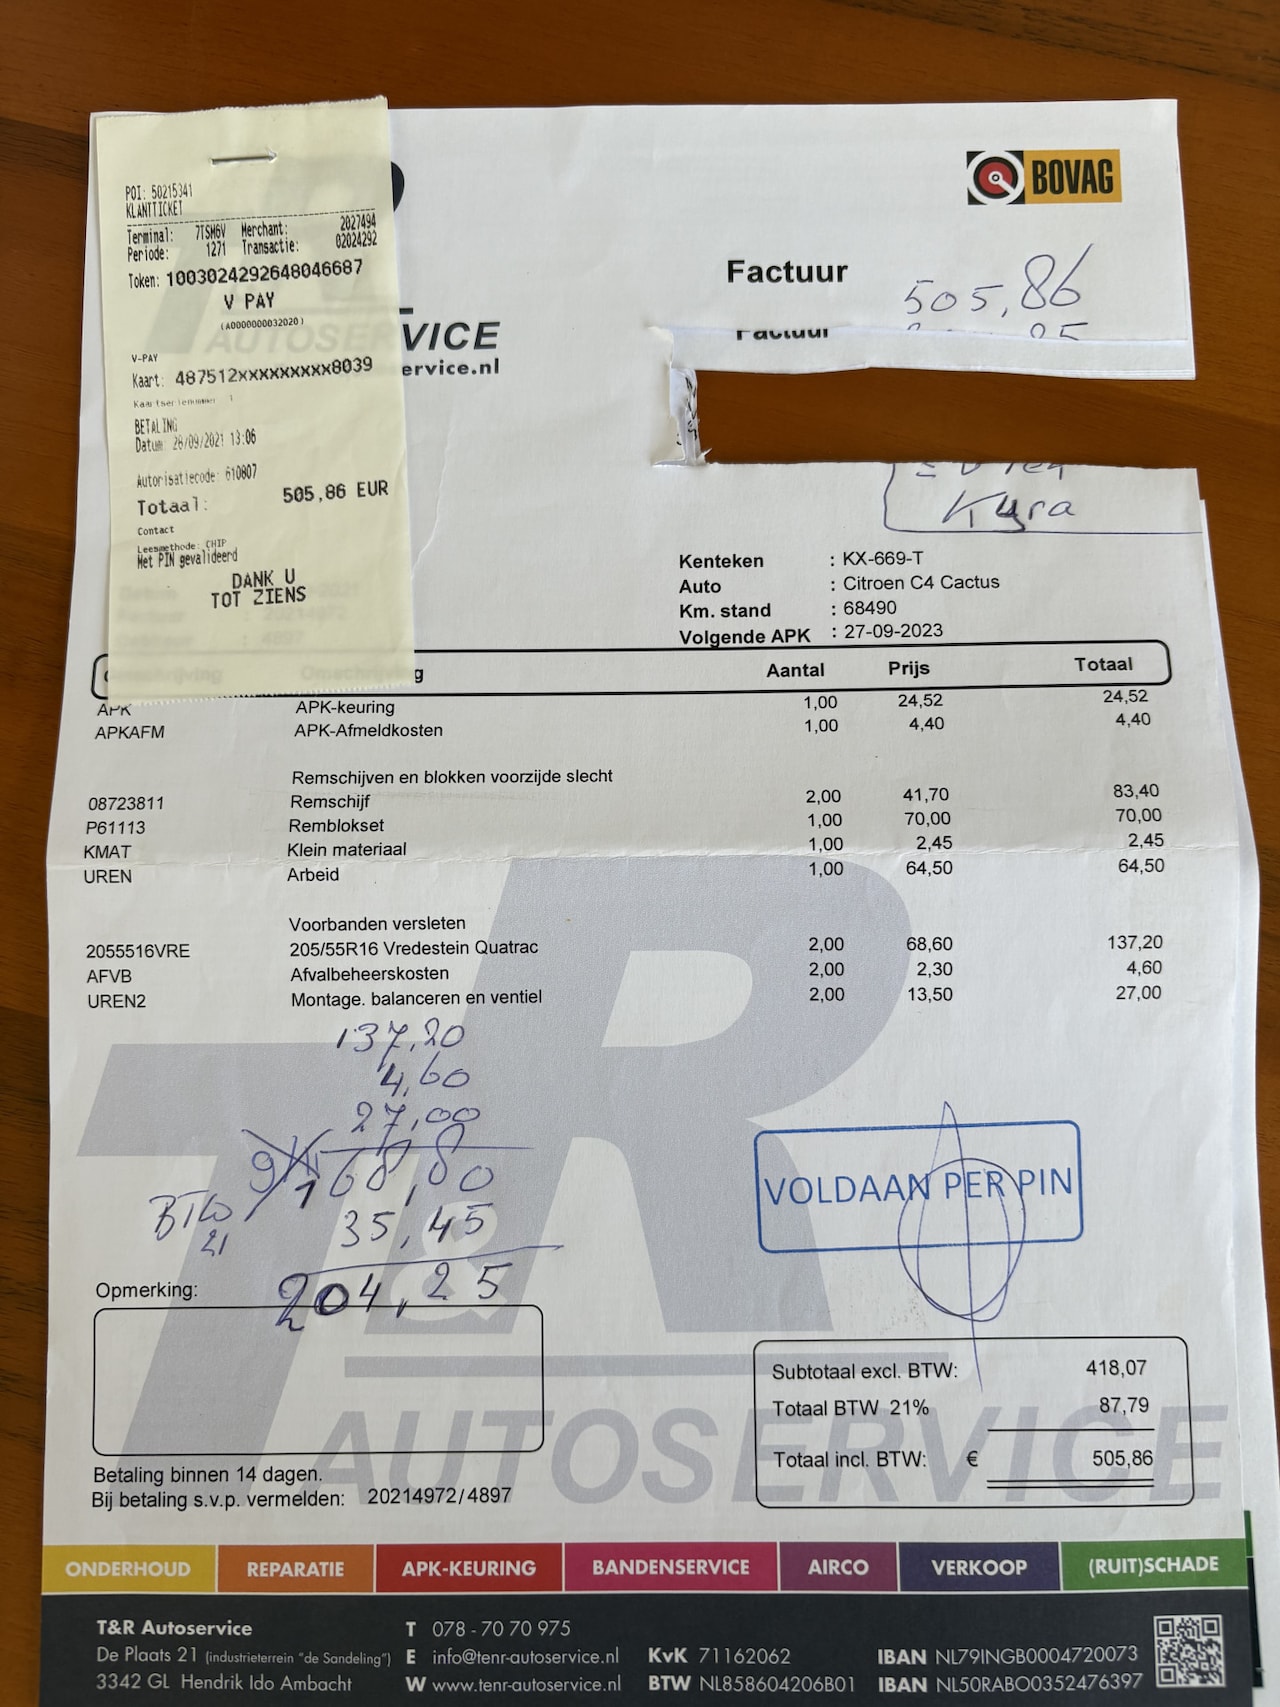 POI: 50215341
KLANTTICKET
Terminal: 7TSM6V Merchant: 2027494
Periode: 1271 Transactie: 02024292
Token: 1003024292648046687
V PAY
(A0000000032020)
V-PAY
Kaart: 487512xxxxxxxxx8039
Kaartserienummer 1
BETALING
Datum: 28/09/2021 13:06
Autorisatiecode: 610807
Totaal: 505,86 EUR
Contact
Leesmethode: CHIP
Met PIN gevalideerd
DANK U
TOT ZIENS
BOVAG
Factuur
505,86
Factuur
AUTOSERVICE
ervice.nl
Kyra
Kenteken : KX-669-T
Auto : Citroen C4 Cactus
Km. stand : 68490
Volgende APK : 27-09-2023
Omschrijving Aantal Prijs Totaal
APK APK-keuring 1,00 24,52 24,52
APKAFM APK-Afmeldkosten 1,00 4,40 4,40
Remschijven en blokken voorzijde slecht
08723811 Remschijf 2,00 41,70 83,40
P61113 Remblokset 1,00 70,00 70,00
KMAT Klein materiaal 1,00 2,45 2,45
UREN Arbeid 1,00 64,50 64,50
Voorbanden versleten
2055516VRE 205/55R16 Vredestein Quatrac 2,00 68,60 137,20
AFVB Afvalbeheerskosten 2,00 2,30 4,60
UREN2 Montage. balanceren en ventiel 2,00 13,50 27,00
137,20
4,60
27,00
168,80
BTW 21 35,45
204,25
VOLDAAN PER PIN
Opmerking:
Subtotaal excl. BTW: 418,07
Totaal BTW 21% 87,79
Totaal incl. BTW: € 505,86
T&R
AUTOSERVICE
Betaling binnen 14 dagen.
Bij betaling s.v.p. vermelden: 20214972/4897
ONDERHOUD REPARATIE APK-KEURING BANDENSERVICE AIRCO VERKOOP (RUIT)SCHADE
T&R Autoservice
De Plaats 21 (industrieterrein "de Sandeling")
3342 GL Hendrik Ido Ambacht
T 078 - 70 70 975
E info@tenr-autoservice.nl
W www.tenr-autoservice.nl
KvK 71162062
BTW NL858604206B01
IBAN NL79INGB0004720073
IBAN NL50RABO0352476397